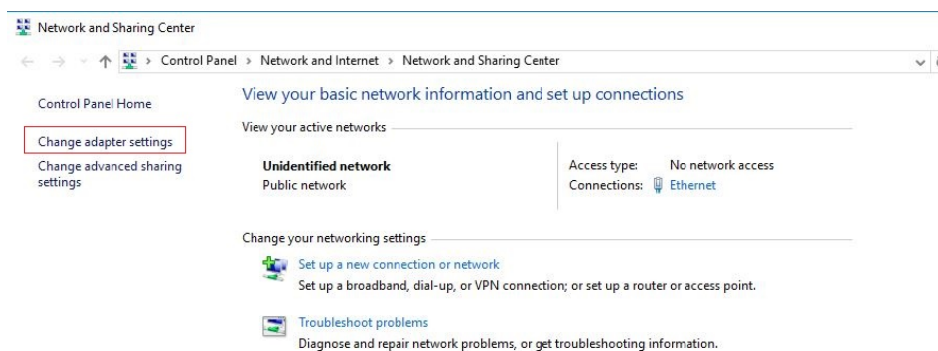 Network and Sharing Center
Control Panel > Network and Internet > Network and Sharing Center
Control Panel Home
Change adapter settings
Change advanced sharing
settings
View your basic network information and set up connections
View your active networks
Unidentified network
Public network
Access type: No network access
Connections: Ethernet
Change your networking settings
Set up a new connection or network
Set up a broadband, dial-up, or VPN connection; or set up a router or access point.
Troubleshoot problems
Diagnose and repair network problems, or get troubleshooting information.